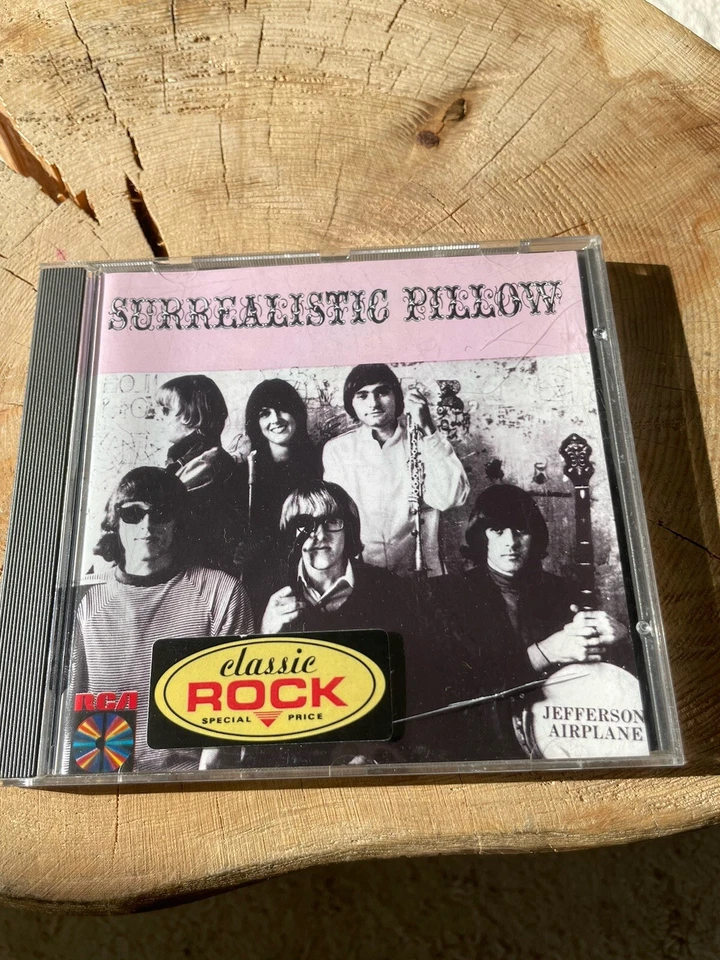 SURREALISTIC PILLOW
classic
ROCK
SPECIAL PRICE
RCA
JEFFERSON
AIRPLANE